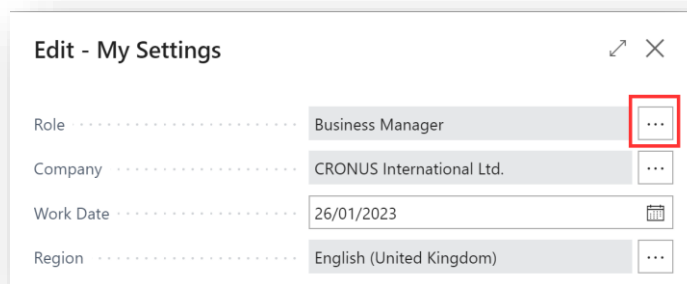 Edit - My Settings
Role Business Manager ...
Company CRONUS International Ltd. ...
Work Date 26/01/2023
Region English (United Kingdom) ...